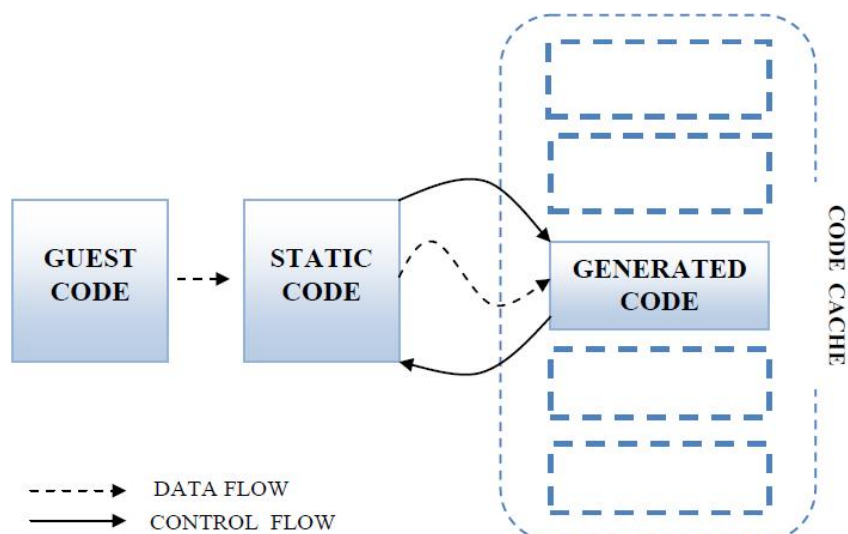 GUEST
CODE
STATIC
CODE
GENERATED
CODE
CODE CACHE
DATA FLOW
CONTROL FLOW